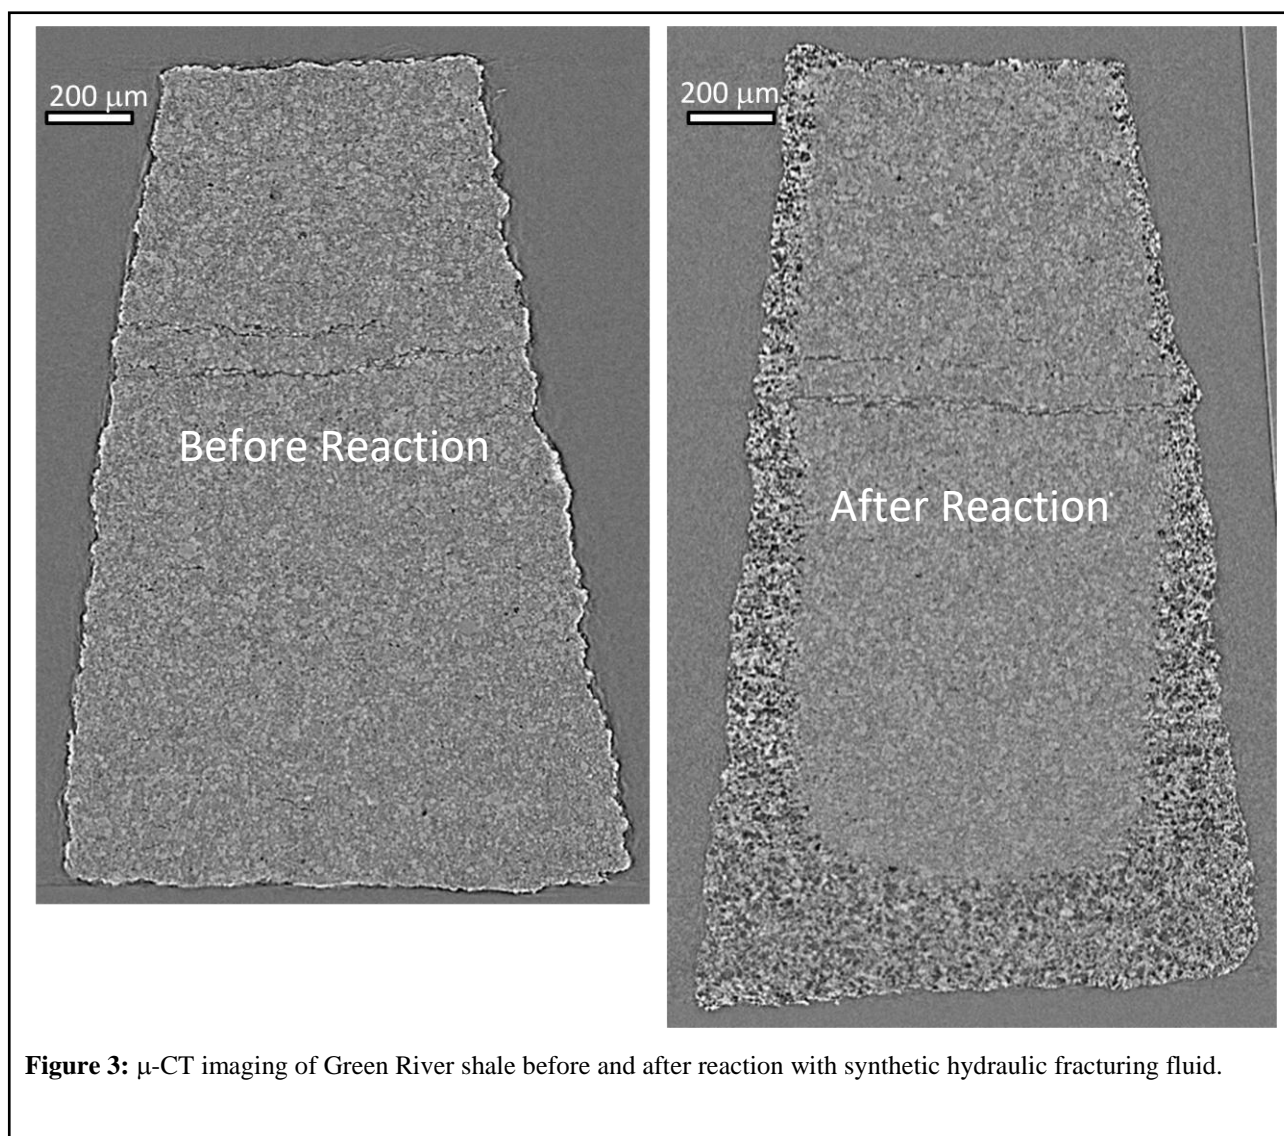 200 μm
200 μm
Before Reaction
After Reaction
Figure 3: μ-CT imaging of Green River shale before and after reaction with synthetic hydraulic fracturing fluid.